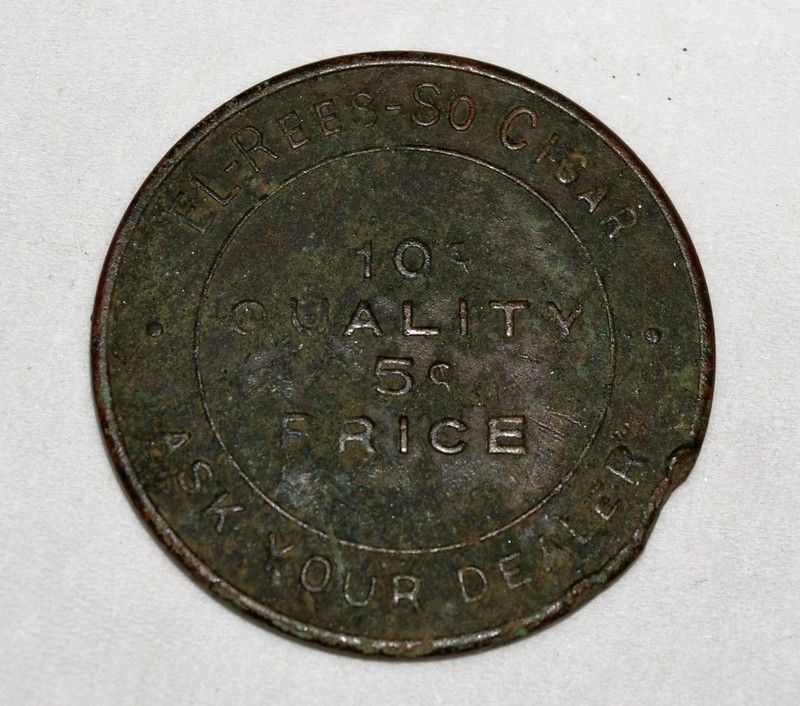 EL-REES-SO CIGAR
10¢
QUALITY
5¢
PRICE
ASK YOUR DEALER